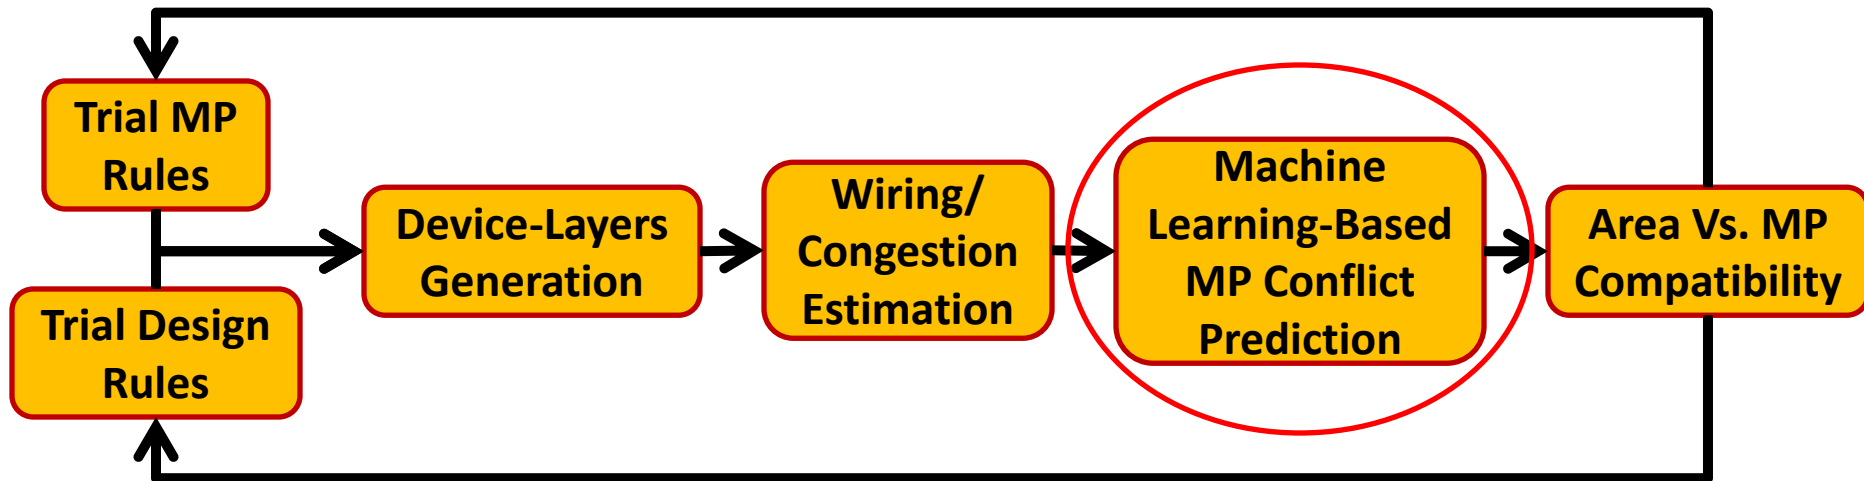 Trial MP
Rules
Trial Design
Rules
Device-Layers
Generation
Wiring/
Congestion
Estimation
Machine
Learning-Based
MP Conflict
Prediction
Area Vs. MP
Compatibility